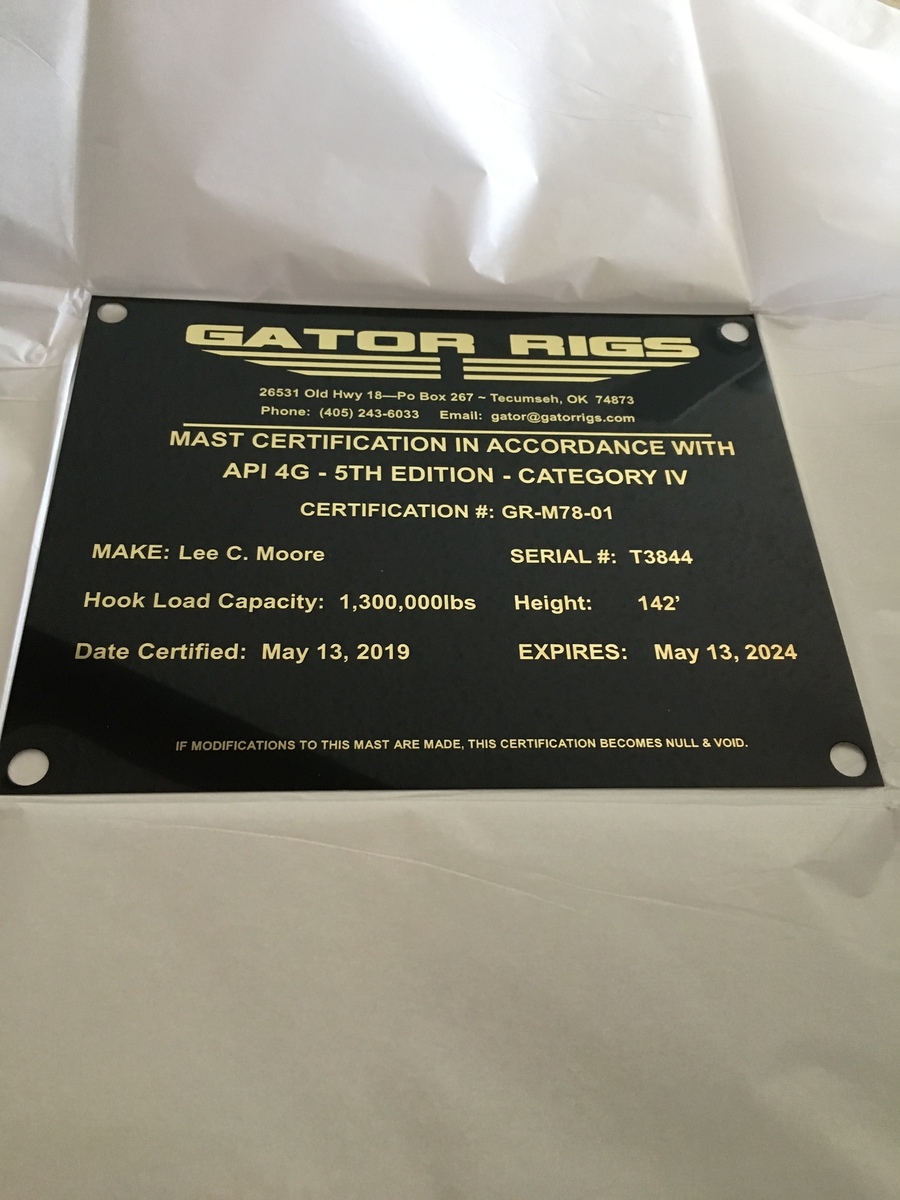 GATOR RIGS
26531 Old Hwy 18—Po Box 267 ~ Tecumseh, OK 74873
Phone: (405) 243-6033 Email: gator@gatorrigs.com
MAST CERTIFICATION IN ACCORDANCE WITH
API 4G - 5TH EDITION - CATEGORY IV
CERTIFICATION #: GR-M78-01
MAKE: Lee C. Moore SERIAL #: T3844
Hook Load Capacity: 1,300,000lbs Height: 142’
Date Certified: May 13, 2019 EXPIRES: May 13, 2024
IF MODIFICATIONS TO THIS MAST ARE MADE, THIS CERTIFICATION BECOMES NULL & VOID.